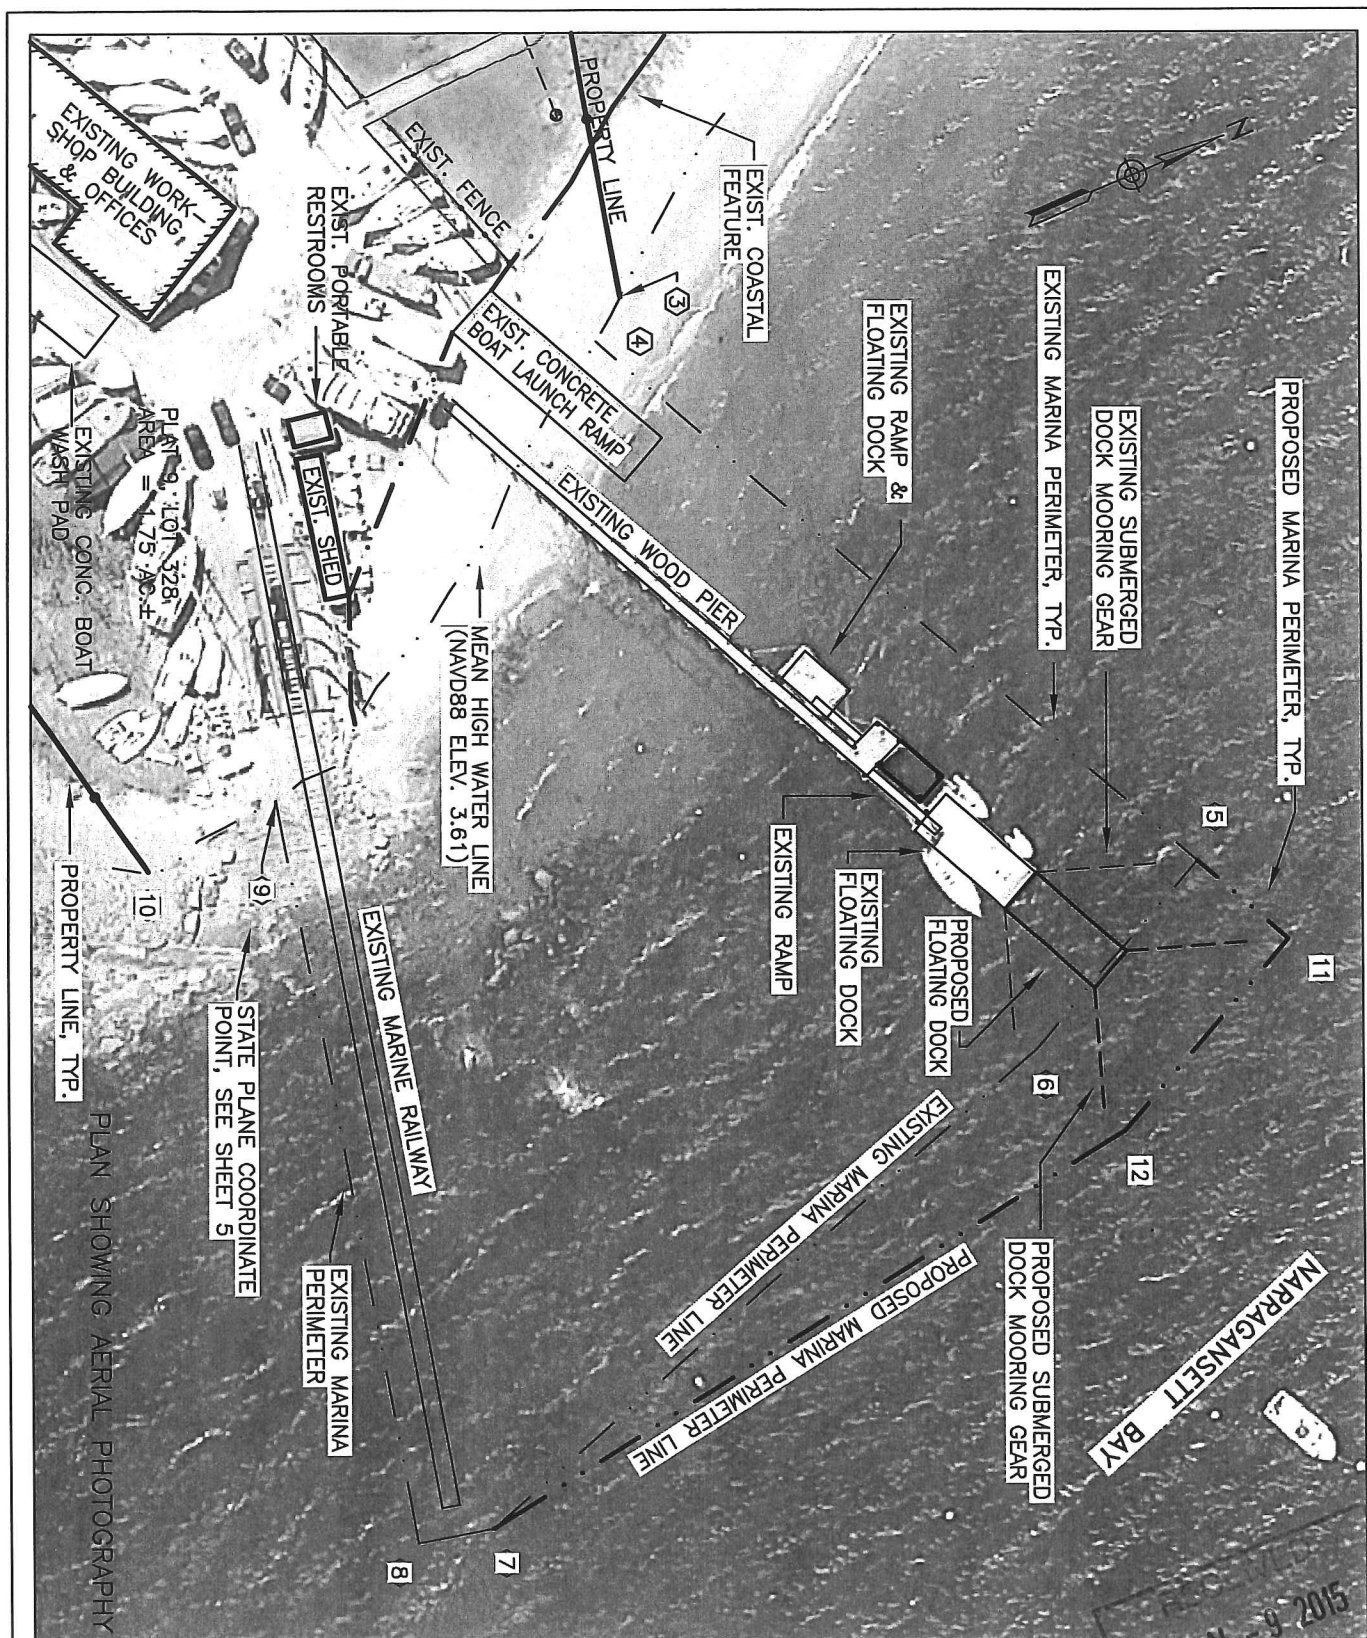 PROPOSED MARINA PERIMETER, TYP.
EXISTING SUBMERGED
DOCK MOORING GEAR
EXISTING MARINA PERIMETER, TYP.
EXISTING RAMP &
FLOATING DOCK
EXIST. COASTAL
FEATURE
PROPERTY LINE
N
3
4
5
11
6
12
EXIST. FENCE
EXIST. CONCRETE
BOAT LAUNCH RAMP
EXISTING WOOD PIER
EXISTING WORK-
SHOP BUILDING
& OFFICES
EXIST. PORTABLE
RESTROOMS
EXIST. SHED
PLAT 9, LOT 328
AREA = 1.75 AC.±
EXISTING CONC. BOAT
WASH PAD
MEAN HIGH WATER LINE
(NAVD88 ELEV. 3.61)
EXISTING RAMP
EXISTING
FLOATING DOCK
PROPOSED
FLOATING DOCK
PROPOSED SUBMERGED
DOCK MOORING GEAR
NARRAGANSETT
BAY
EXISTING MARINA PERIMETER LINE
PROPOSED MARINA PERIMETER LINE
EXISTING MARINE RAILWAY
EXISTING MARINA
PERIMETER
9
10
STATE PLANE COORDINATE
POINT, SEE SHEET 5
PROPERTY LINE, TYP.
7
8
PLAN SHOWING AERIAL PHOTOGRAPHY
9 2015